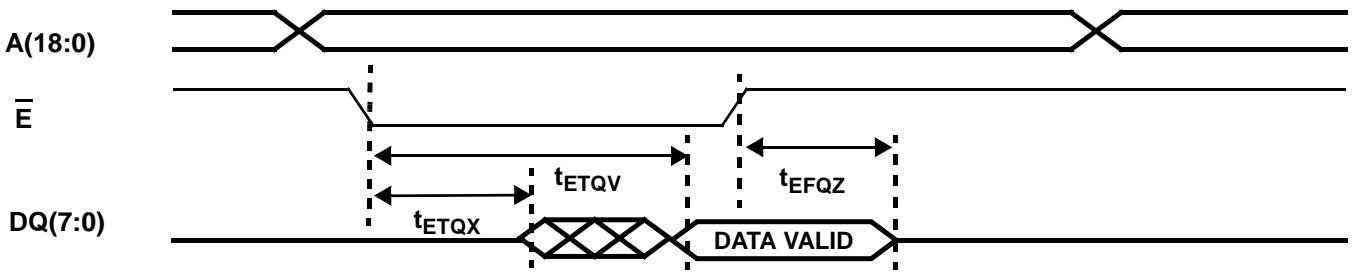 A(18:0)
E
tETQV
tEFQZ
tETQX
DQ(7:0)
DATA VALID